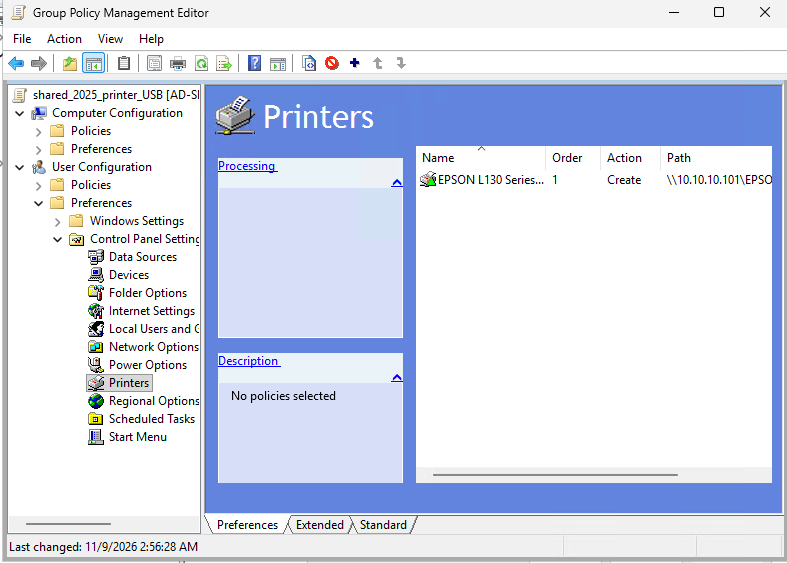 Group Policy Management Editor
File Action View Help
shared_2025_printer_USB [AD-S
Computer Configuration
Policies
Preferences
User Configuration
Policies
Preferences
Windows Settings
Control Panel Setting
Data Sources
Devices
Folder Options
Internet Settings
Local Users and G
Network Options
Power Options
Printers
Regional Options
Scheduled Tasks
Start Menu
Printers
Processing
Description
No policies selected
Name Order Action Path
EPSON L130 Series... 1 Create \\10.10.10.101\EPSO
Preferences Extended Standard
Last changed: 11/9/2026 2:56:28 AM